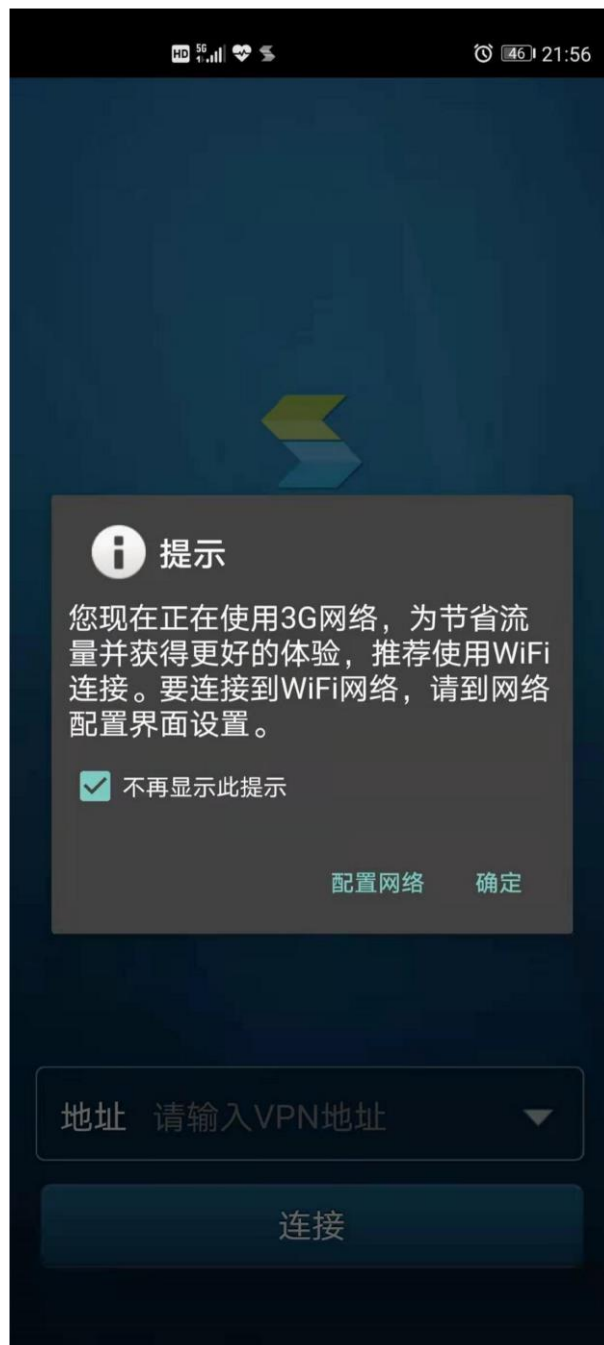 HD 5G 46 21:56
提示
您现在正在使用3G网络，为节省流
量并获得更好的体验，推荐使用WiFi
连接。要连接到WiFi网络，请到网络
配置界面设置。
不再显示此提示
配置网络 确定
地址 请输入VPN地址
连接